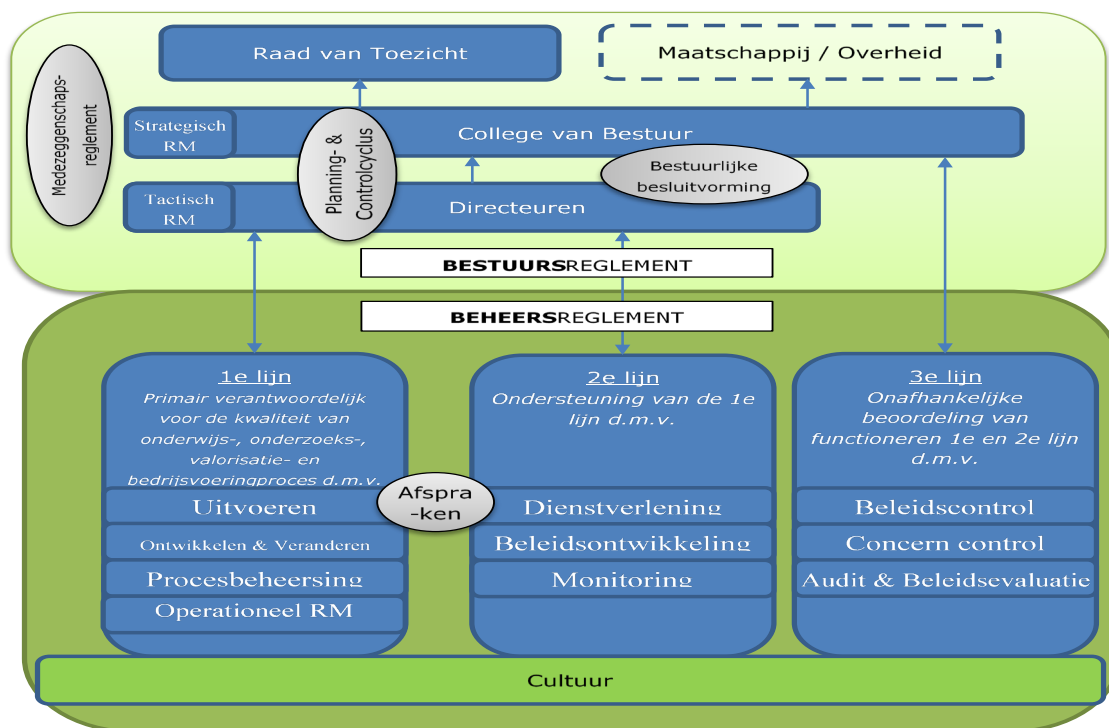 Raad van Toezicht
Maatschappij / Overheid
Medezeggenschaps-
reglement
Strategisch
RM
College van Bestuur
Planning- &
Controlcyclus
Bestuurlijke
besluitvorming
Tactisch
RM
Directeuren
BESTUURSREGLEMENT
BEHEERSREGLEMENT
1e lijn
Primair verantwoordelijk
voor de kwaliteit van
onderwijs-, onderzoeks-,
valorisatie- en
bedrijsvoeringproces d.m.v.
Uitvoeren
Ontwikkelen & Veranderen
Procesbeheersing
Operationeel RM
Afspra
-ken
2e lijn
Ondersteuning van de 1e
lijn d.m.v.
Dienstverlening
Beleidsontwikkeling
Monitoring
3e lijn
Onafhankelijke
beoordeling van
functioneren 1e en 2e lijn
d.m.v.
Beleidscontrol
Concern control
Audit & Beleidsevaluatie
Cultuur